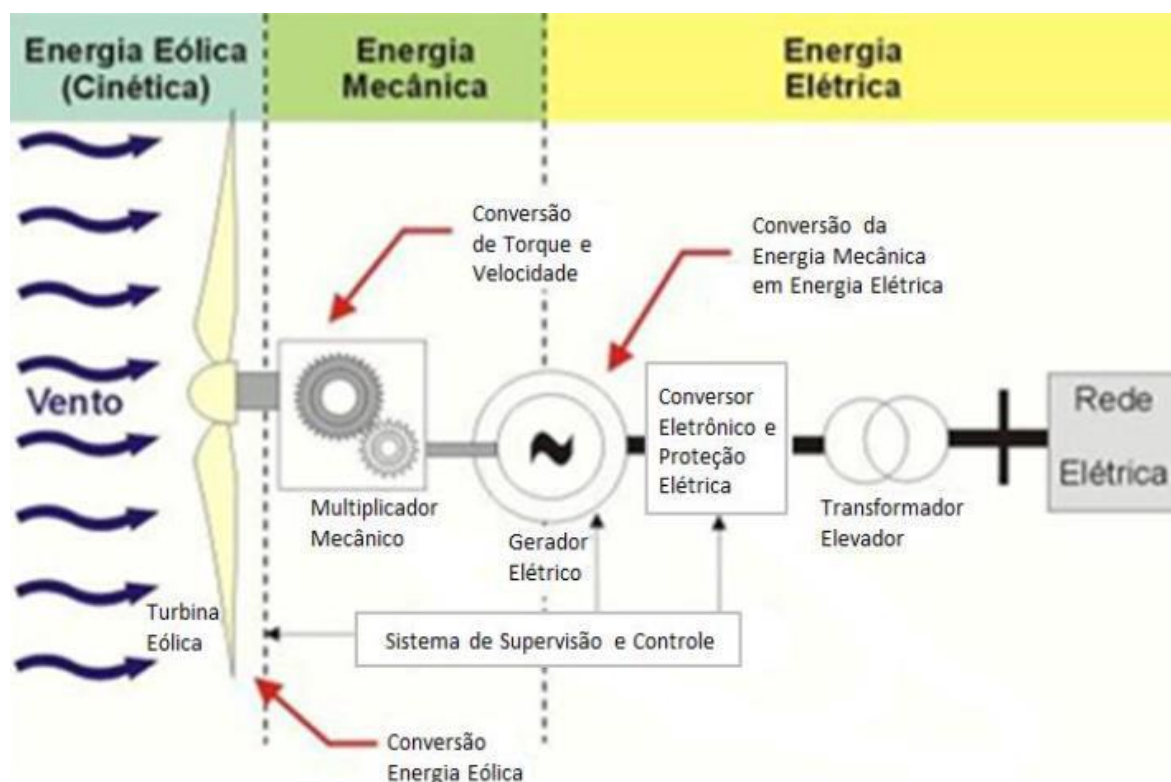 Energia Eólica
(Cinética)
Energia
Mecânica
Energia
Elétrica
Conversão
de Torque e
Velocidade
Conversão da
Energia Mecânica
em Energia Elétrica
Vento
Conversor
Eletrônico e
Proteção
Elétrica
Rede
Elétrica
Multiplicador
Mecânico
Gerador
Elétrico
Transformador
Elevador
Turbina
Eólica
Sistema de Supervisão e Controle
Conversão
Energia Eólica